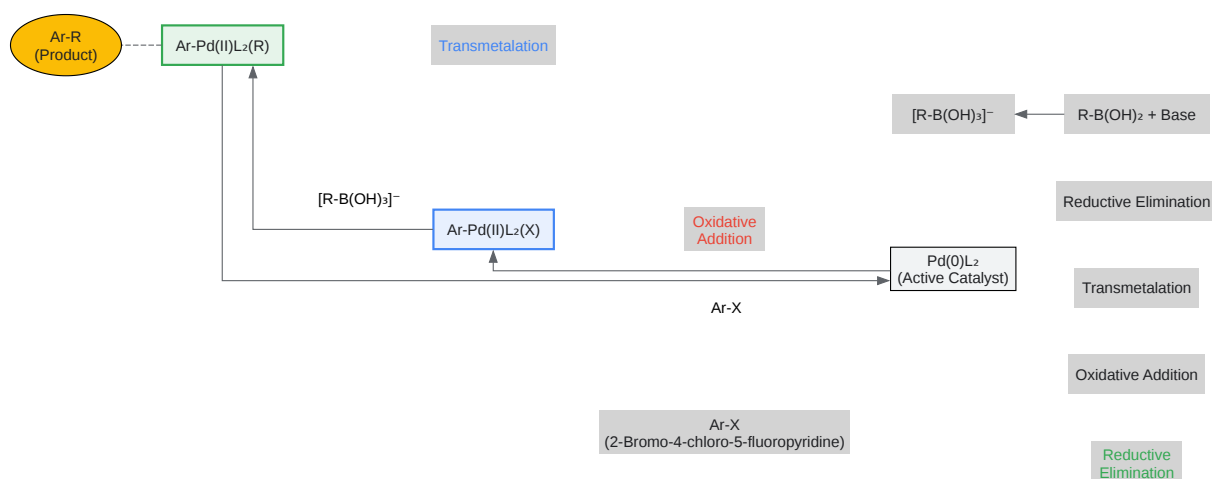 Ar-R
(Product)
Ar-Pd(II)L₂(R)
Transmetalation
[R-B(OH)₃]⁻
R-B(OH)₂ + Base
Reductive Elimination
[R-B(OH)₃]⁻
Ar-Pd(II)L₂(X)
Oxidative
Addition
Pd(0)L₂
(Active Catalyst)
Transmetalation
Ar-X
Oxidative Addition
Ar-X
(2-Bromo-4-chloro-5-fluoropyridine)
Reductive
Elimination